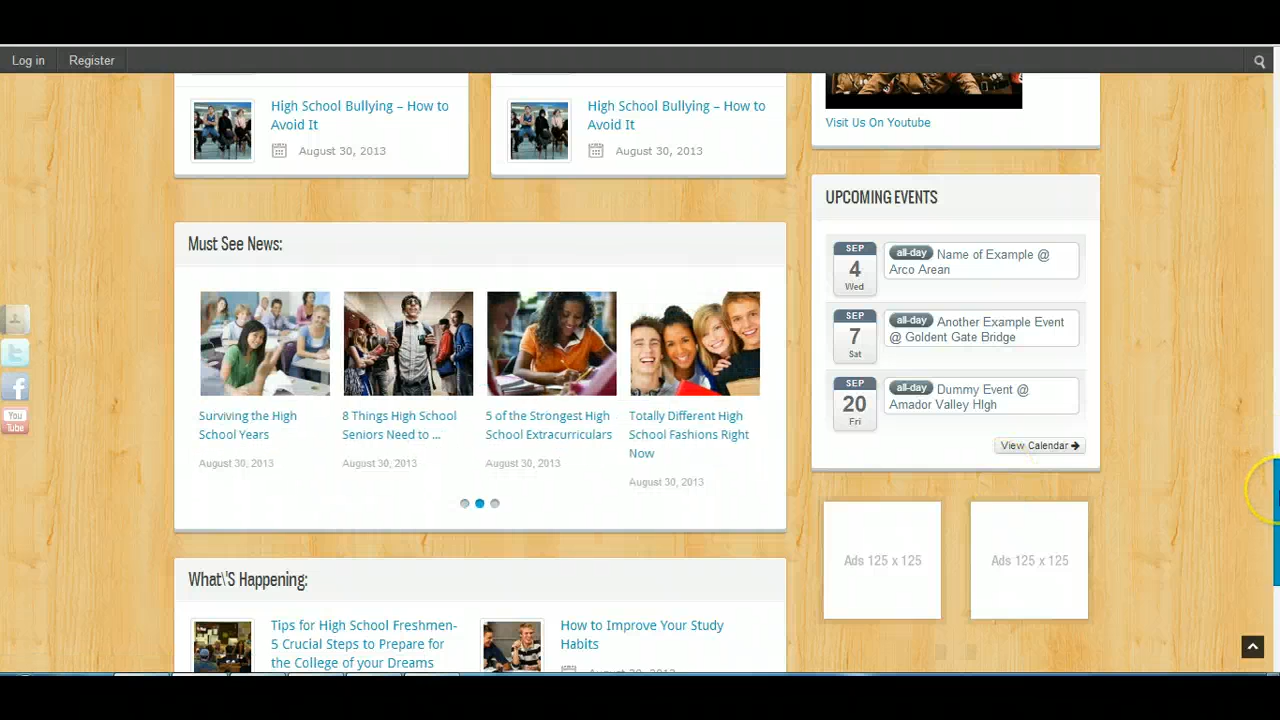 Log in
Register
High School Bullying – How to
Avoid It
August 30, 2013
High School Bullying – How to
Avoid It
August 30, 2013
Visit Us On Youtube
UPCOMING EVENTS
SEP
4
Wed
all-day Name of Example @
Arco Arean
SEP
7
Sat
all-day Another Example Event
@ Goldent Gate Bridge
SEP
20
Fri
all-day Dummy Event @
Amador Valley HIgh
View Calendar
Must See News:
Surviving the High
School Years
August 30, 2013
8 Things High School
Seniors Need to ...
August 30, 2013
5 of the Strongest High
School Extracurriculars
August 30, 2013
Totally Different High
School Fashions Right
Now
August 30, 2013
You
Tube
Ads 125 x 125
Ads 125 x 125
What\'S Happening:
Tips for High School Freshmen-
5 Crucial Steps to Prepare for
the College of your Dreams
How to Improve Your Study
Habits
August 30, 2013